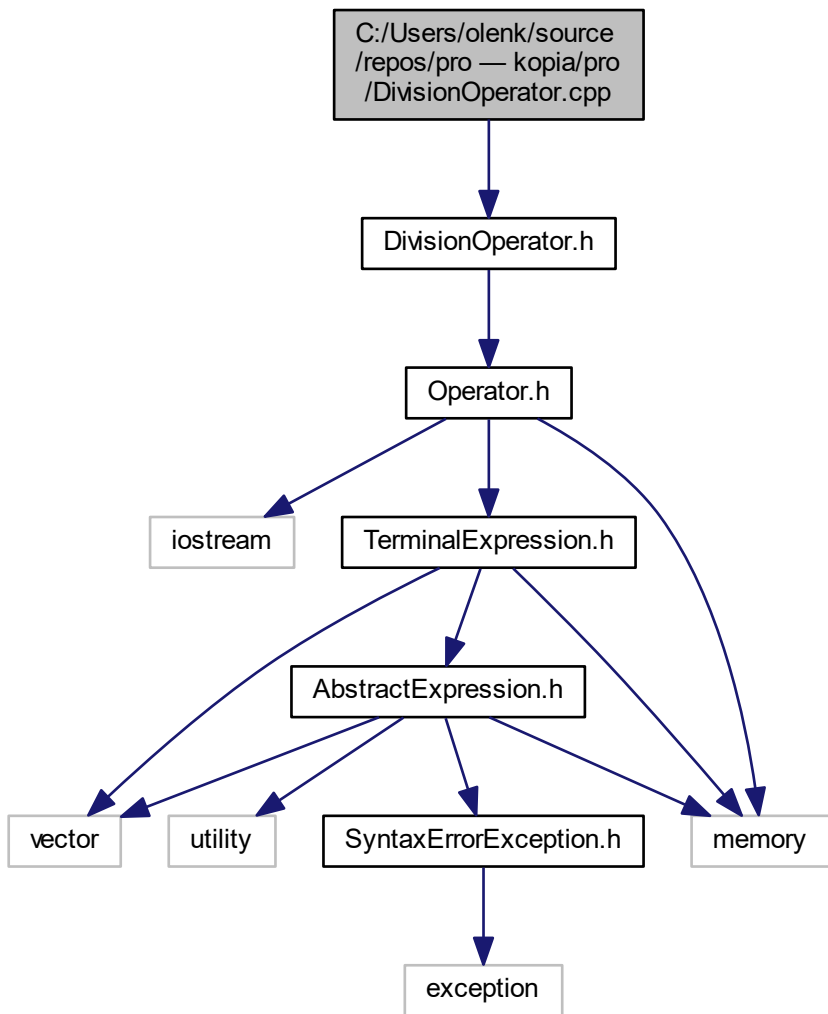 C:/Users/olenk/source
/repos/pro — kopia/pro
/DivisionOperator.cpp
DivisionOperator.h
Operator.h
iostream
TerminalExpression.h
AbstractExpression.h
vector
utility
SyntaxErrorException.h
memory
exception